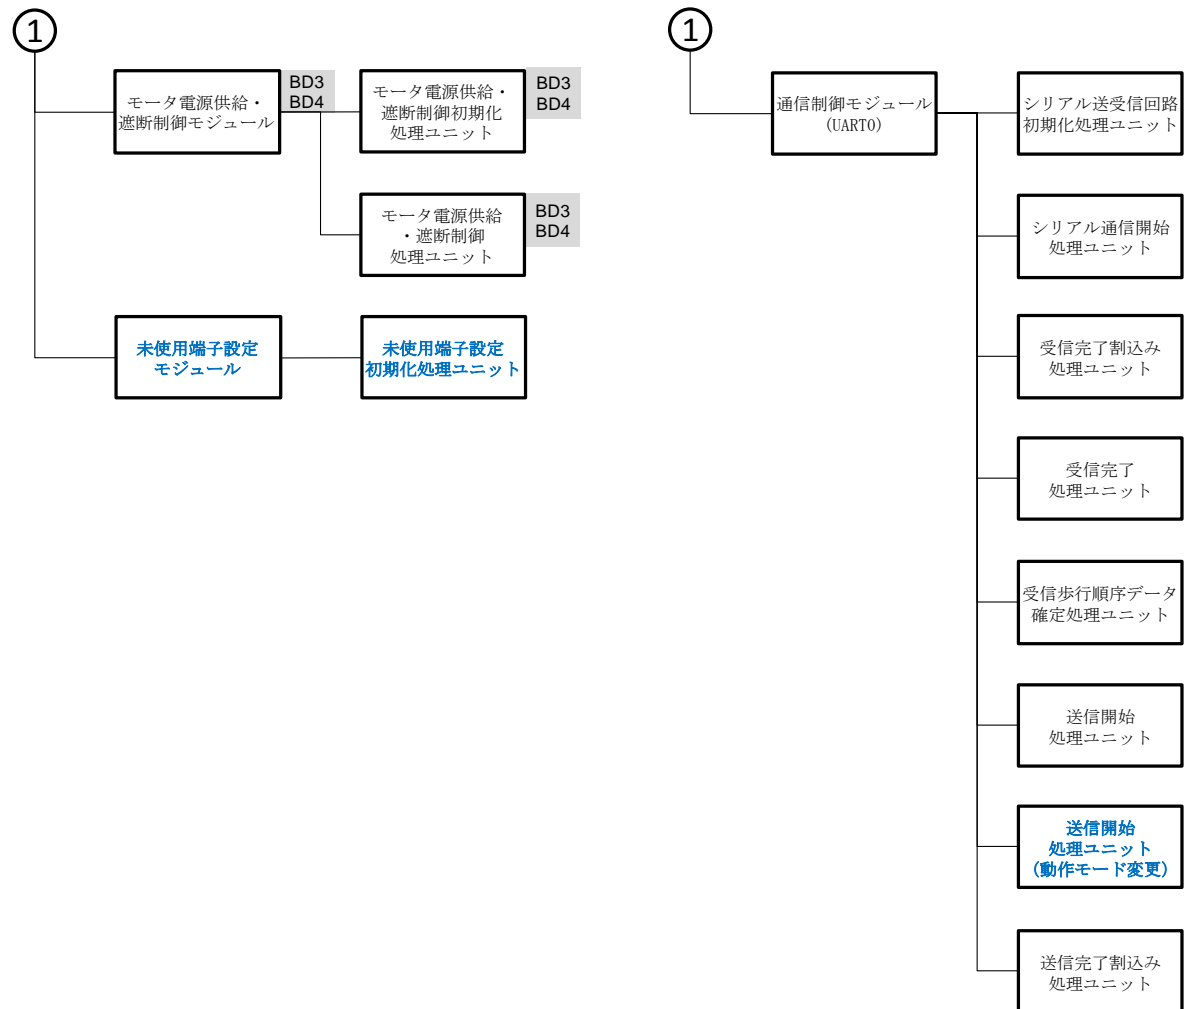 1
モータ電源供給・
遮断制御モジュール
BD3
BD4
モータ電源供給・
遮断制御初期化
処理ユニット
BD3
BD4
モータ電源供給
・遮断制御
処理ユニット
BD3
BD4
未使用端子設定
モジュール
未使用端子設定
初期化処理ユニット
1
通信制御モジュール
(UART0)
シリアル送受信回路
初期化処理ユニット
シリアル通信開始
処理ユニット
受信完了割込み
処理ユニット
受信完了
処理ユニット
受信歩行順序データ
確定処理ユニット
送信開始
処理ユニット
送信開始
処理ユニット
(動作モード変更)
送信完了割込み
処理ユニット